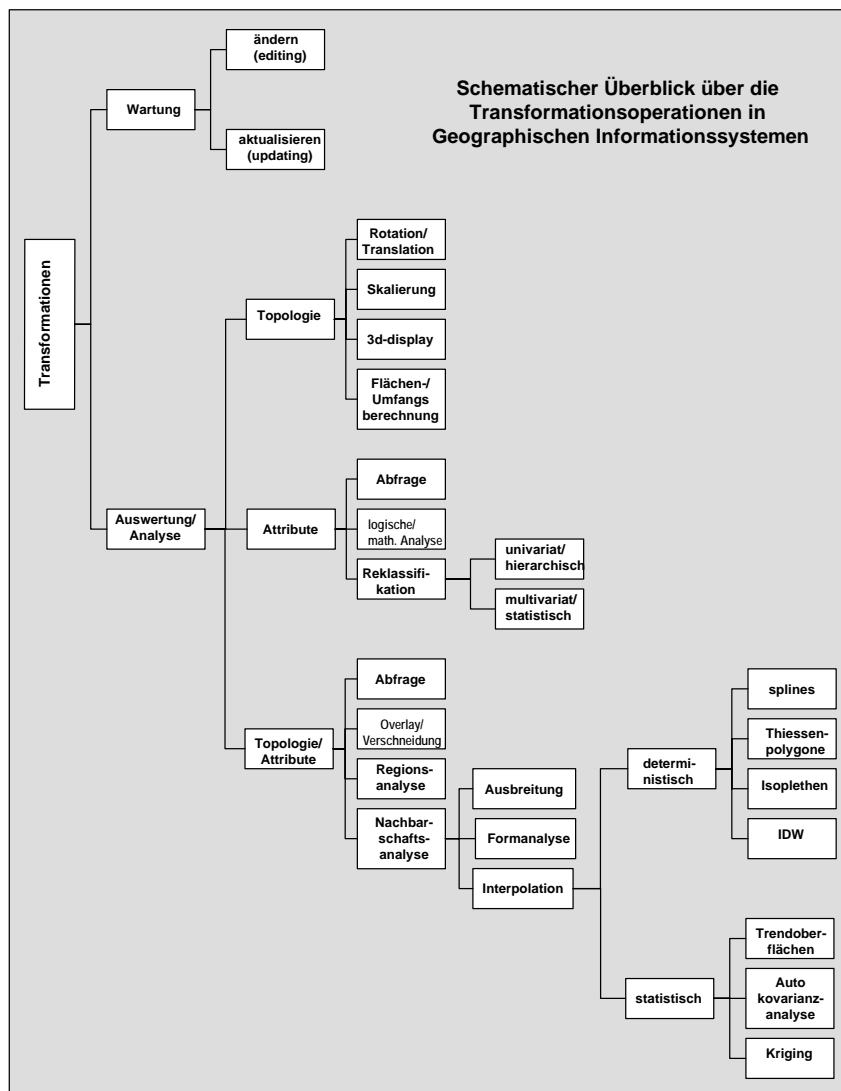 ändern
(editing)
Wartung
aktualisieren
(updating)
Schematischer Überblick über die
Transformationsoperationen in
Geographischen Informationssystemen
Transformationen
Rotation/
Translation
Skalierung
Topologie
3d-display
Flächen-/
Umfangs
berechnung
Auswertung/
Analyse
Abfrage
Attribute
logische/
math. Analyse
Reklassifi-
kation
univariat/
hierarchisch
multivariat/
statistisch
Topologie/
Attribute
Abfrage
Overlay/
Verschneidung
Regions-
analyse
Nachbar-
schafts-
analyse
Ausbreitung
Formanalyse
Interpolation
determi-
nistisch
splines
Thiessen-
polygone
Isoplethen
IDW
statistisch
Trendober-
flächen
Auto
kovarianz-
analyse
Kriging